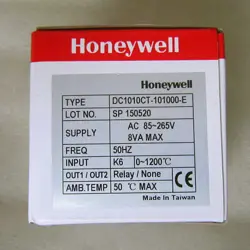 Honeywell
Honeywell
TYPE DC1010CT-101000-E
LOT NO. SP 150520
SUPPLY AC 85~265V
8VA MAX
FREQ 50HZ
INPUT K6 0~1200℃
OUT1 / OUT2 Relay / None
AMB.TEMP 50 ℃ MAX
Made In Taiwan